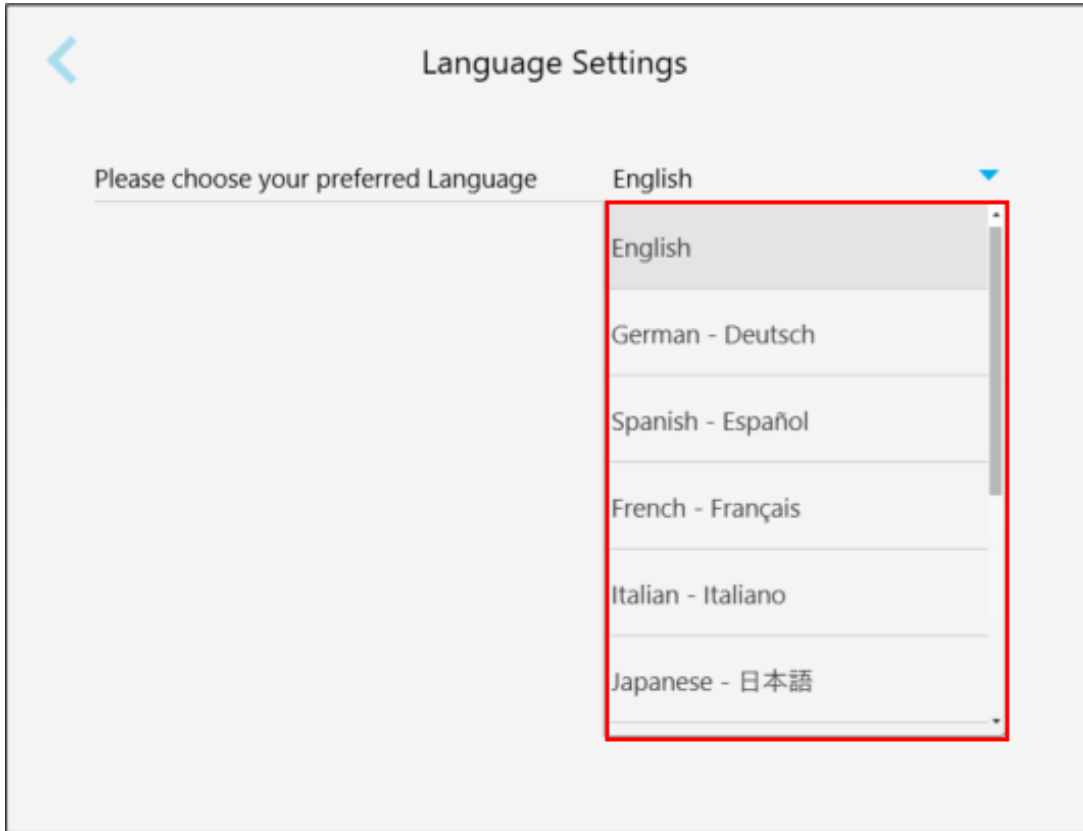 Language Settings
Please choose your preferred Language English
English
German - Deutsch
Spanish - Español
French - Français
Italian - Italiano
Japanese - 日本語